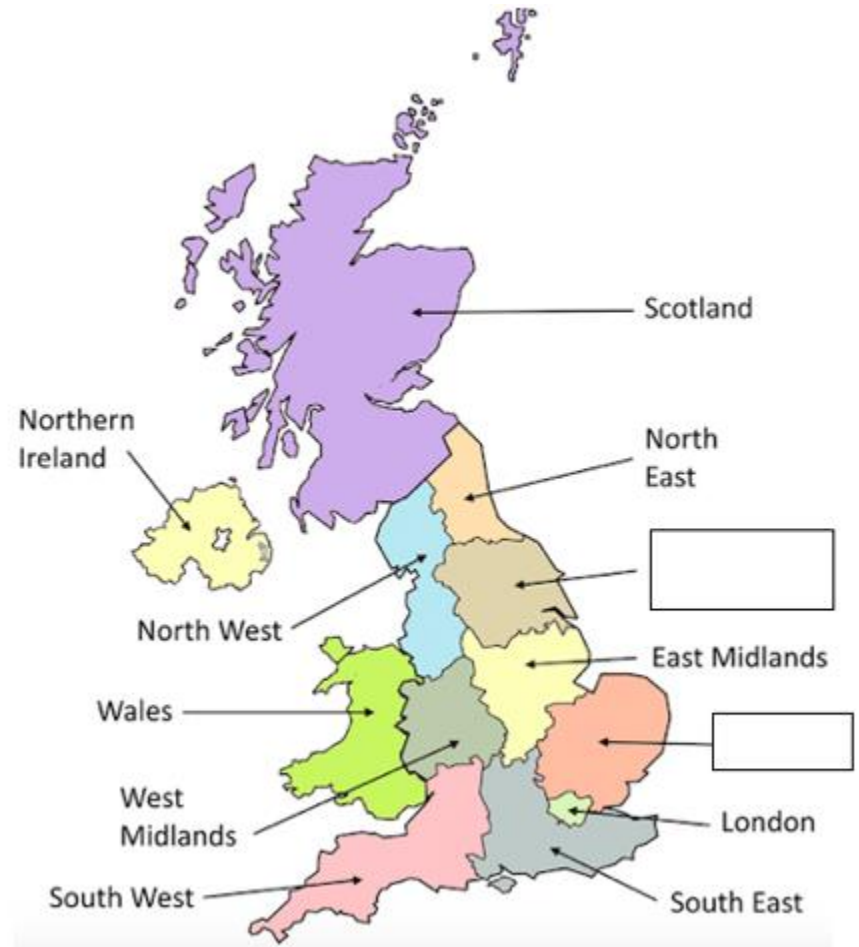 Scotland
Northern
Ireland
North
East
North West
East Midlands
Wales
West
Midlands
London
South West
South East